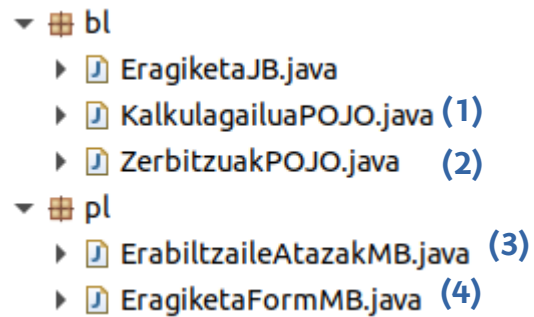 bl
EragiketaJB.java
KalkulagailuaPOJO.java (1)
ZerbitzuakPOJO.java (2)
pl
ErabiltzaileAtazakMB.java (3)
EragiketaFormMB.java (4)